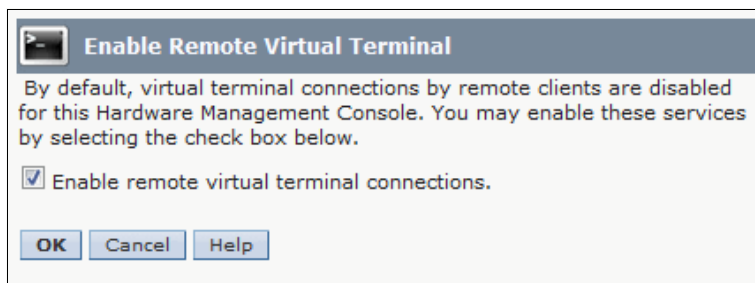 Enable Remote Virtual Terminal
By default, virtual terminal connections by remote clients are disabled
for this Hardware Management Console. You may enable these services
by selecting the check box below.
Enable remote virtual terminal connections.
OK Cancel Help